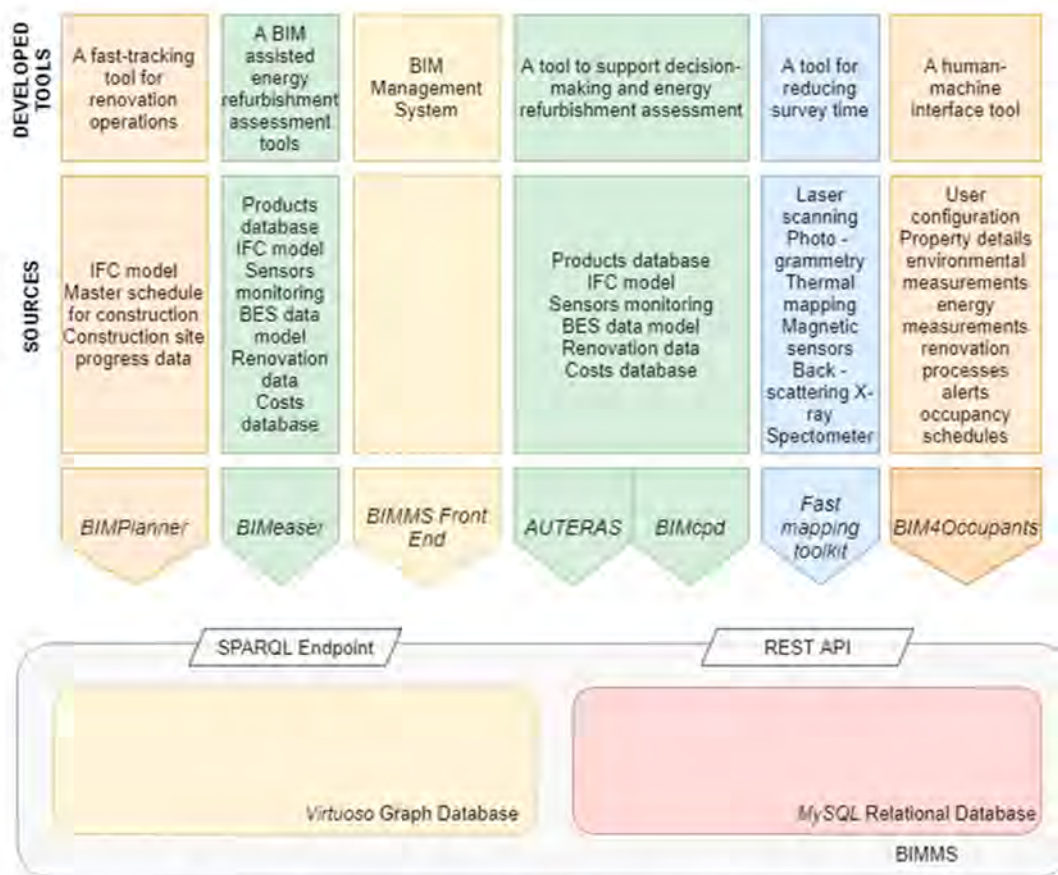 DEVELOPED
TOOLS
A fast-tracking
tool for
renovation
operations
A BIM
assisted
energy
refurbishment
assessment
tools
BIM
Management
System
A tool to support decision-
making and energy
refurbishment assessment
A tool for
reducing
survey time
A human-
machine
interface tool
SOURCES
IFC model
Master schedule
for construction
Construction site
progress data
Products
database
IFC model
Sensors
monitoring
BES data
model
Renovation
data
Costs
database
Products database
IFC model
Sensors monitoring
BES data model
Renovation data
Costs database
Laser
scanning
Photo -
grammetry
Thermal
mapping
Magnetic
sensors
Back -
scattering X-
ray
Spectometer
User
configuration
Property details
environmental
measurements
energy
measurements
renovation
processes
alerts
occupancy
schedules
BIMPlanner
BIMeaser
BIMMS Front
End
AUTERAS
BIMcpd
Fast
mapping
toolkit
BIM4Occupants
SPARQL Endpoint
REST API
Virtuoso Graph Database
MySQL Relational Database
BIMMS